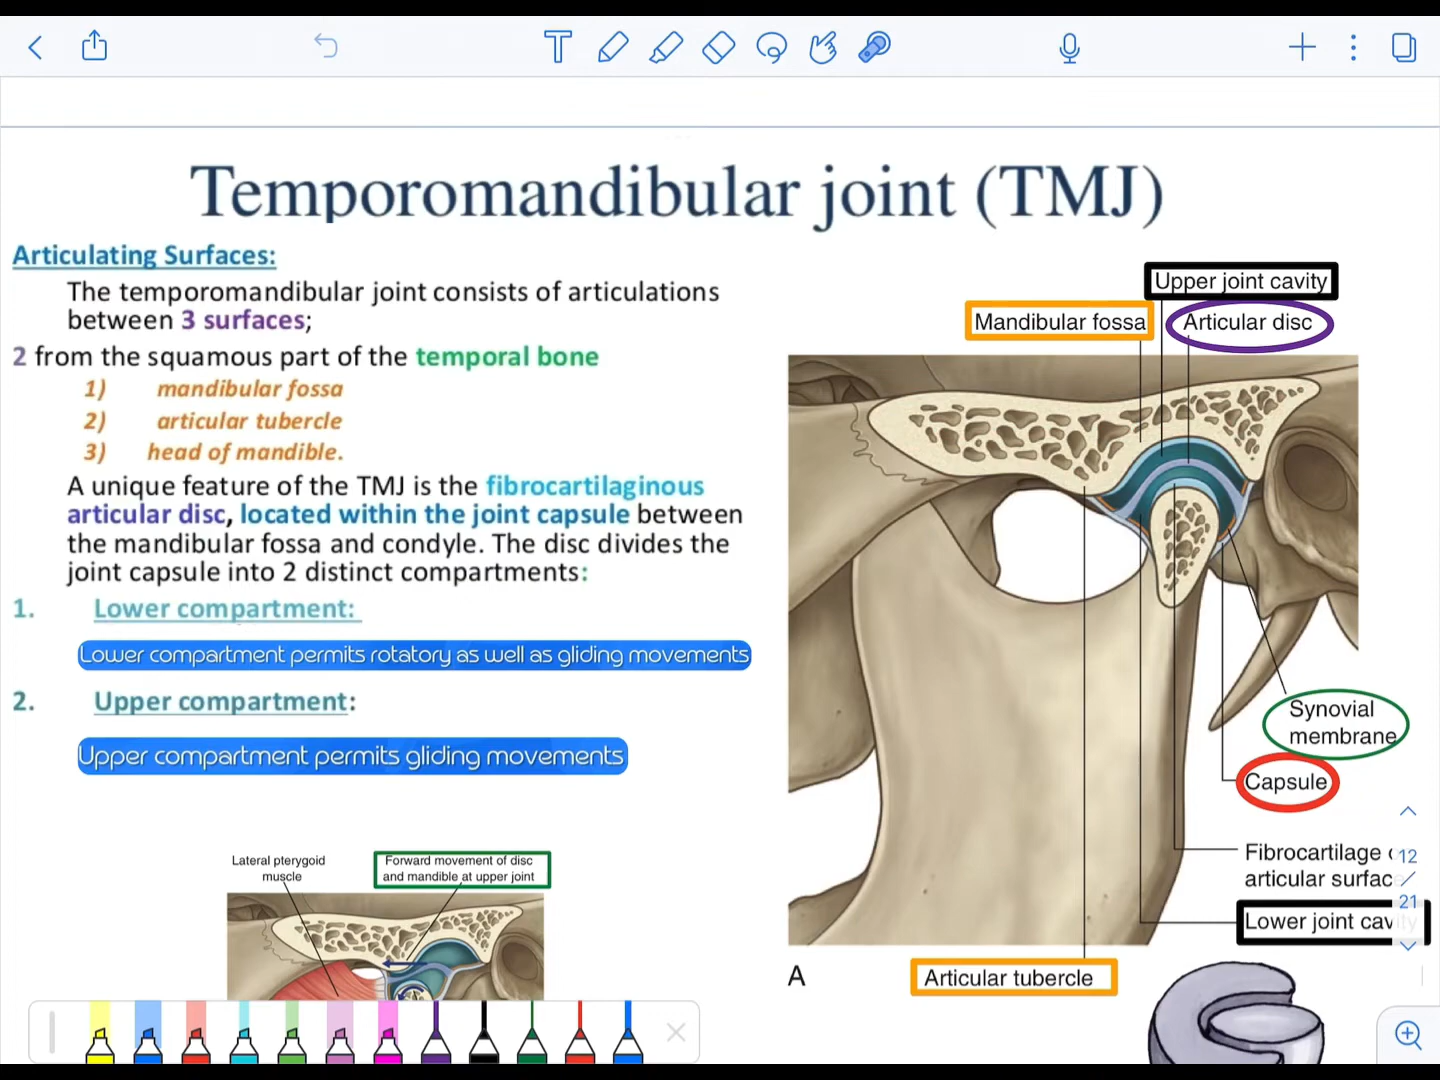 Temporomandibular joint (TMJ)
Articulating Surfaces:
The temporomandibular joint consists of articulations
between 3 surfaces;
2 from the squamous part of the temporal bone
1) mandibular fossa
2) articular tubercle
3) head of mandible.
A unique feature of the TMJ is the fibrocartilaginous
articular disc, located within the joint capsule between
the mandibular fossa and condyle. The disc divides the
joint capsule into 2 distinct compartments:
1. Lower compartment:
Lower compartment permits rotatory as well as gliding movements
2. Upper compartment:
Upper compartment permits gliding movements
Lateral pterygoid
muscle
Forward movement of disc
and mandible at upper joint
Upper joint cavity
Mandibular fossa
Articular disc
Synovial
membrane
Capsule
Fibrocartilage
articular surfac
Lower joint cavity
Articular tubercle
A
12
/
21